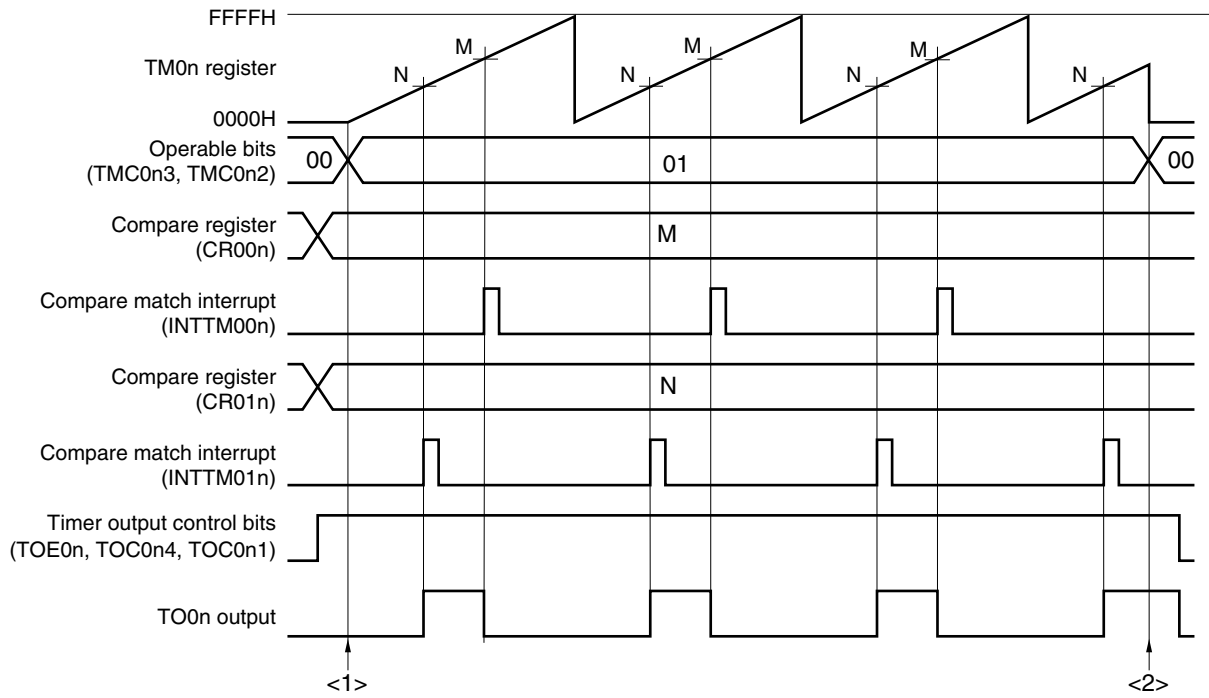 FFFFH
TM0n register
0000H
M M M
N N N N
Operable bits
(TMC0n3, TMC0n2)
00 01 00
Compare register
(CR00n)
M
Compare match interrupt
(INTTM00n)
Compare register
(CR01n)
N
Compare match interrupt
(INTTM01n)
Timer output control bits
(TOE0n, TOC0n4, TOC0n1)
TO0n output
<1> <2>